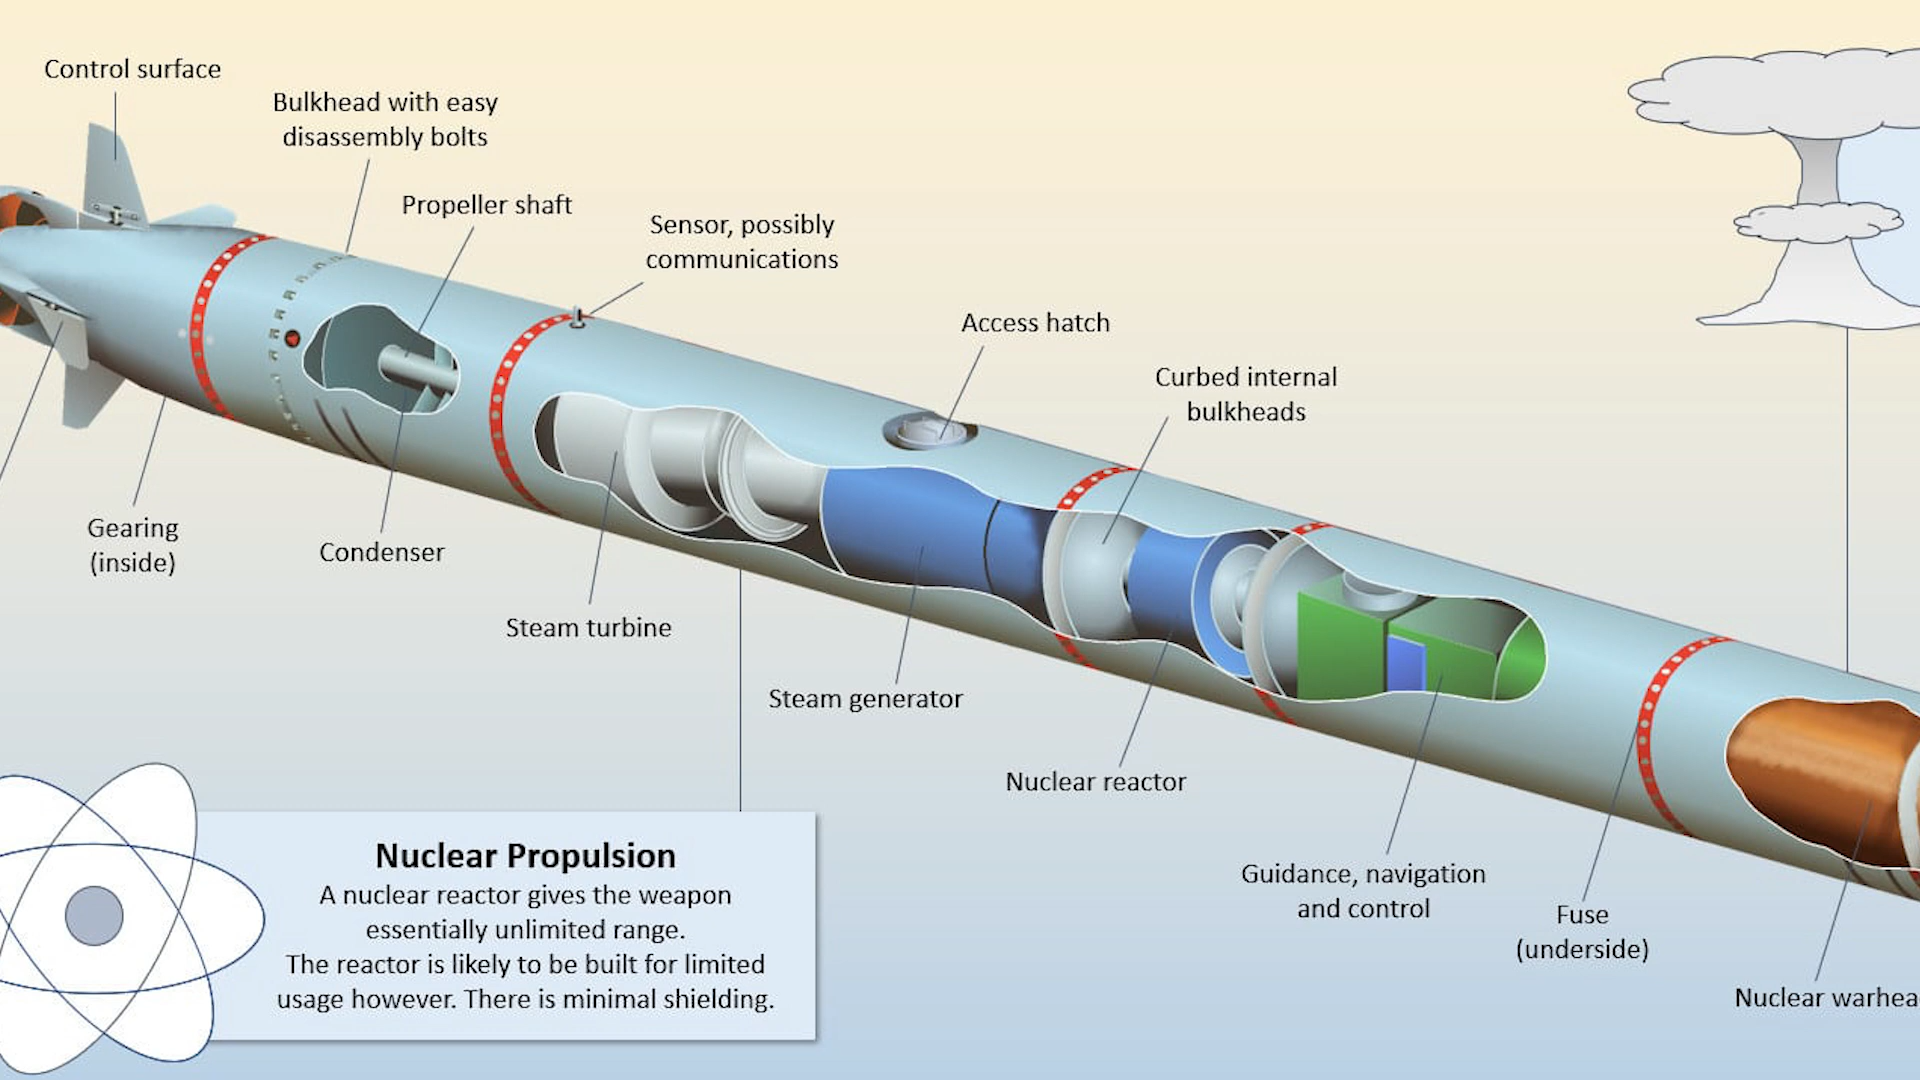 Control surface
Bulkhead with easy
disassembly bolts
Propeller shaft
Sensor, possibly
communications
Access hatch
Curbed internal
bulkheads
Gearing
(inside)
Condenser
Steam turbine
Steam generator
Nuclear reactor
Guidance, navigation
and control
Fuse
(underside)
Nuclear warhea
Nuclear Propulsion
A nuclear reactor gives the weapon
essentially unlimited range.
The reactor is likely to be built for limited
usage however. There is minimal shielding.